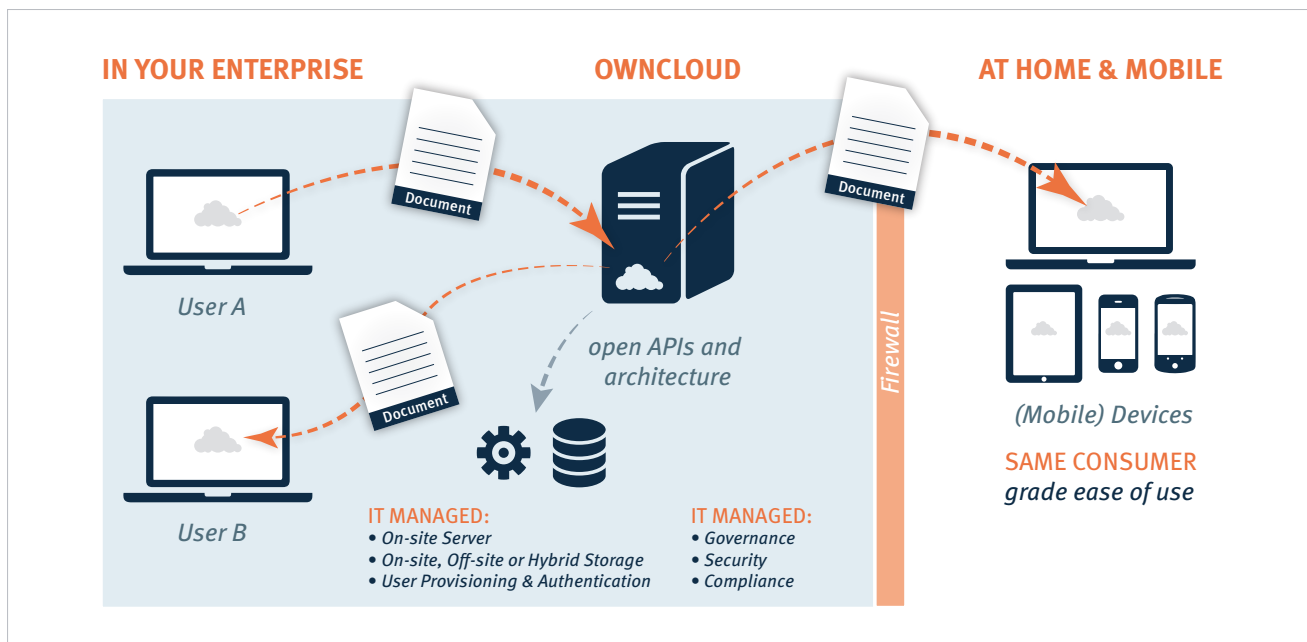 IN YOUR ENTERPRISE
OWNCLOUD
AT HOME & MOBILE
Document
Document
User A
open APIs and
architecture
Firewall
Document
(Mobile) Devices
SAME CONSUMER
grade ease of use
User B
IT MANAGED:
• On-site Server
• On-site, Off-site or Hybrid Storage
• User Provisioning & Authentication
IT MANAGED:
• Governance
• Security
• Compliance